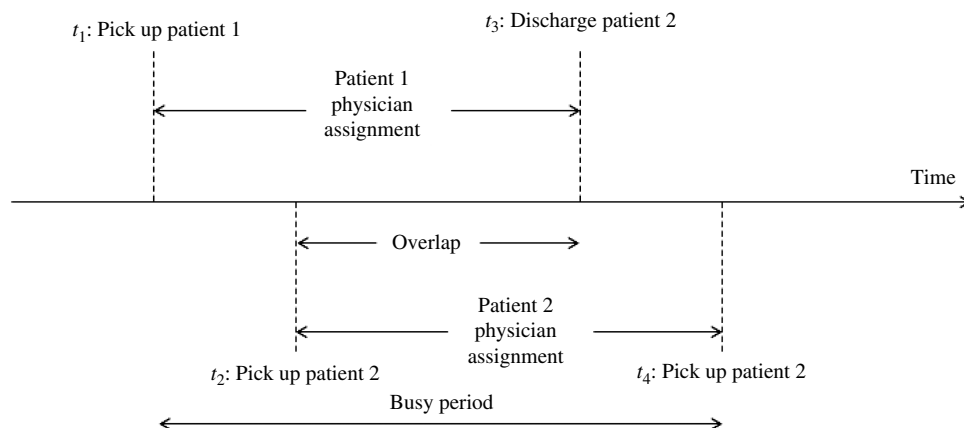 t1: Pick up patient 1
t3: Discharge patient 2
Patient 1
physician
assignment
Time
Overlap
Patient 2
physician
assignment
t2: Pick up patient 2
t4: Pick up patient 2
Busy period